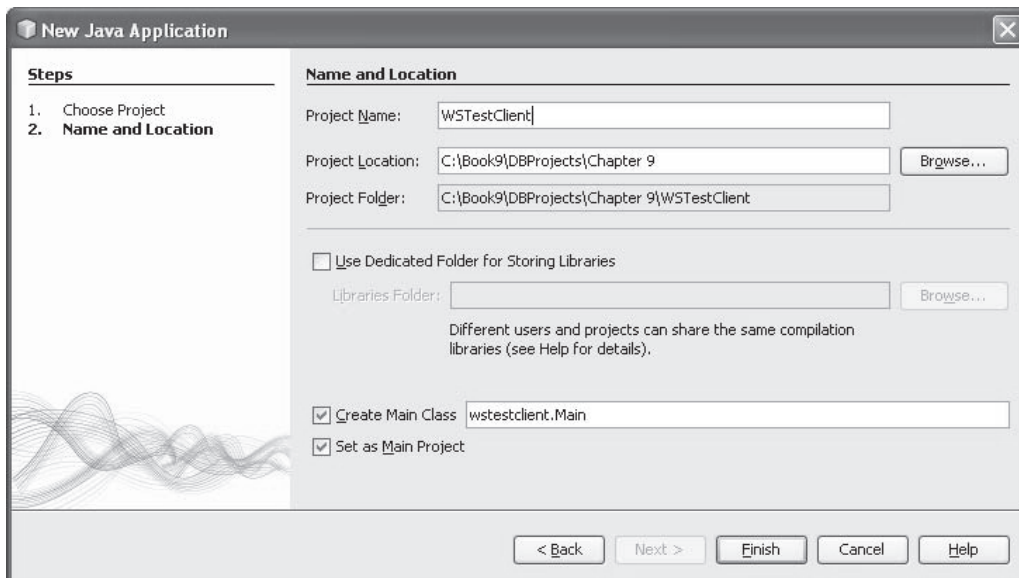 New Java Application
Steps
1. Choose Project
2. Name and Location
Name and Location
Project Name: WSTestClient
Project Location: C:\Book9\DBProjects\Chapter 9 Browse...
Project Folder: C:\Book9\DBProjects\Chapter 9\WSTestClient
Use Dedicated Folder for Storing Libraries
Libraries Folder: Browse...
Different users and projects can share the same compilation
libraries (see Help for details).
Create Main Class wstestclient.Main
Set as Main Project
< Back Next > Finish Cancel Help